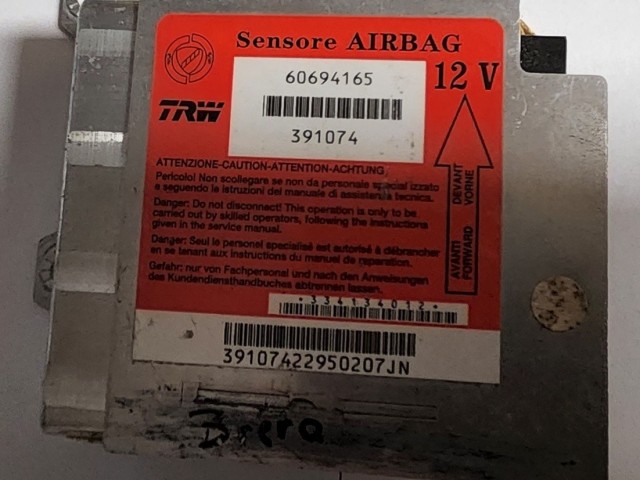 Sensore AIRBAG
60694165
12 V
TRW
391074
ATTENZIONE-CAUTION-ATTENTION-ACHTUNG
Pericolo! Non scollegare se non da personale specializzato
e seguendo le istruzioni del manuale di assistenza tecnica.
Danger: Do not disconnect! This operation is only to be
carried out by skilled operators, following the instructions
given in the service manual.
Danger: Seul le personel specialisé est autorisé à débrancher
en se tenant aux instructions du manuel de reparation.
Gefahr: nur von Fachpersonal und nach den Anweisungen
des Kundendiensthandbuches abtrennen lassen.
AVANTI DEVANT
FORWARD VORNE
*334134012*
39107422950207JN
Brera